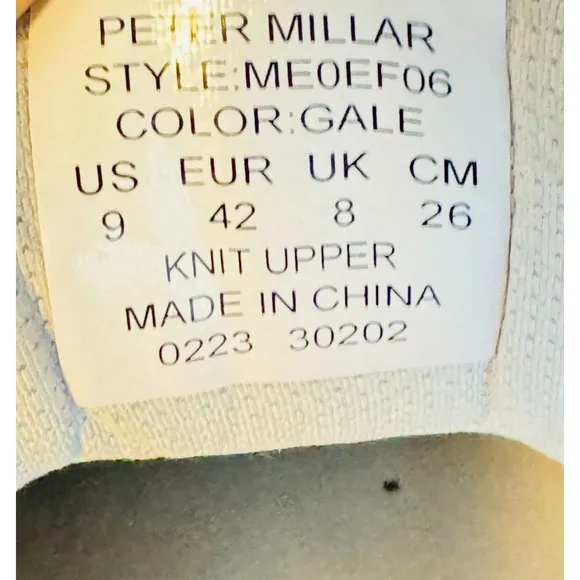 PETER MILLAR
STYLE:ME0EF06
COLOR:GALE
US EUR UK CM
9 42 8 26
KNIT UPPER
MADE IN CHINA
0223 30202